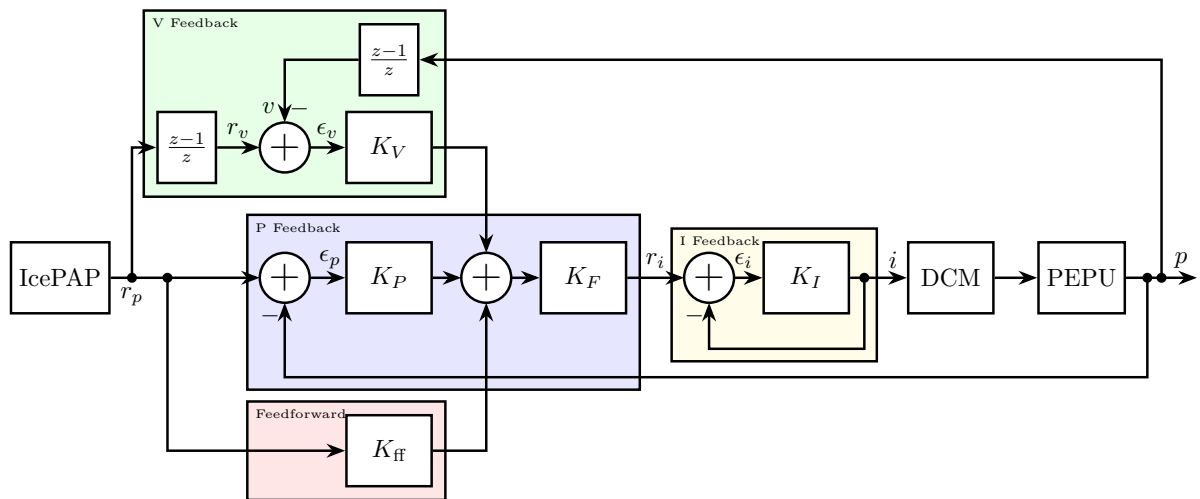 V Feedback
z−1
z
v
−
p
z−1
z
r_v
+
ϵ_v
K_V
P Feedback
I Feedback
IcePAP
r_p
+
ϵ_p
K_P
+
K_F
r_i
+
ϵ_i
K_I
i
DCM
PEPU
−
−
Feedforward
K_ff